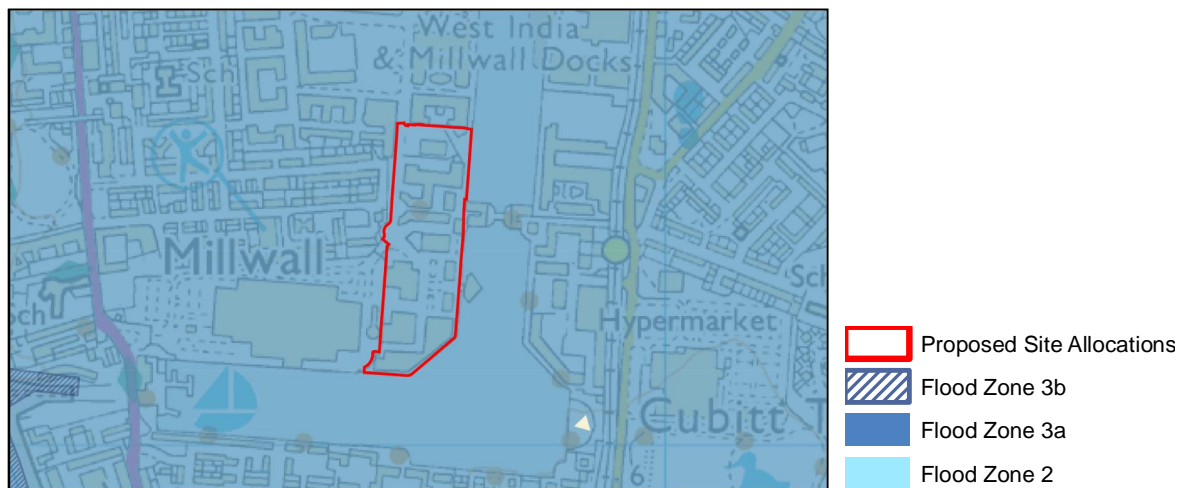 West India
& Millwall Docks
Sch
Millwall
Sch
Sch
Hypermarket
Cubitt T
6
Proposed Site Allocations
Flood Zone 3b
Flood Zone 3a
Flood Zone 2